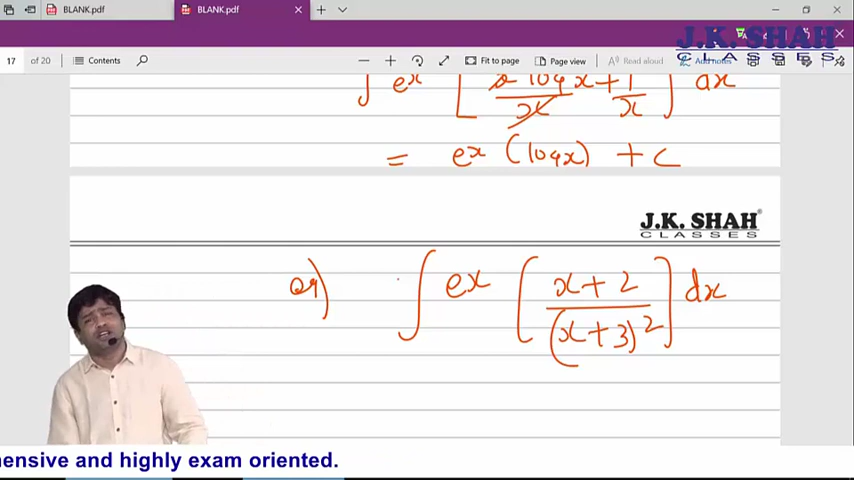 BLANK.pdf BLANK.pdf
J.K. SHAH
CLASSES
17 of 20 Contents Fit to page Page view Read aloud Add notes
∫ ex [ x log x + 1 ] dx
x x
= ex (log x) + c
J.K. SHAH®
CLASSES
∫ ex [ x + 2 ] dx
(x + 3)2
ensive and highly exam oriented.